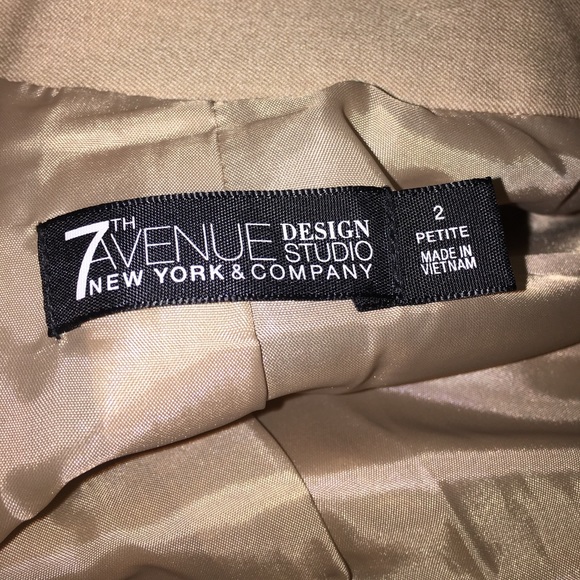 7TH AVENUE DESIGN STUDIO
NEW YORK & COMPANY
2
PETITE
MADE IN
VIETNAM